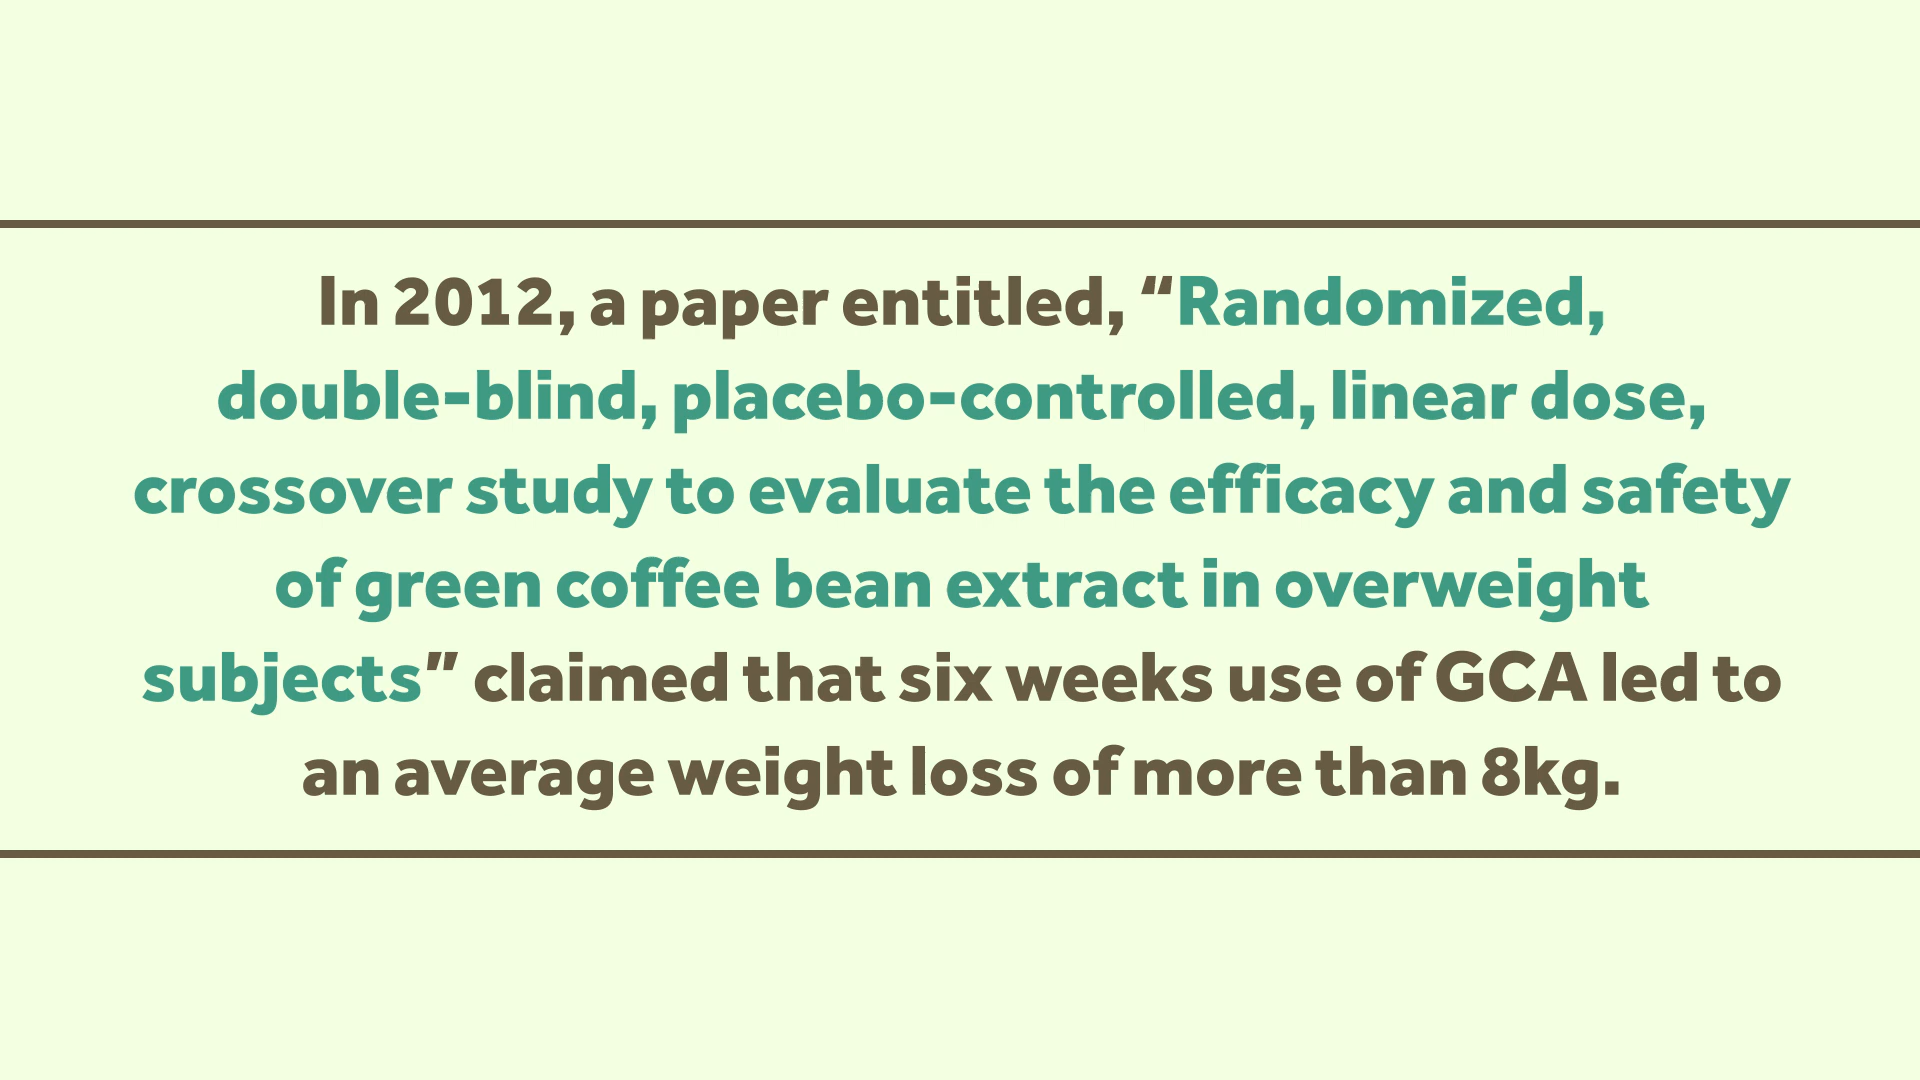 In 2012, a paper entitled, “Randomized,
double-blind, placebo-controlled, linear dose,
crossover study to evaluate the efficacy and safety
of green coffee bean extract in overweight
subjects” claimed that six weeks use of GCA led to
an average weight loss of more than 8kg.